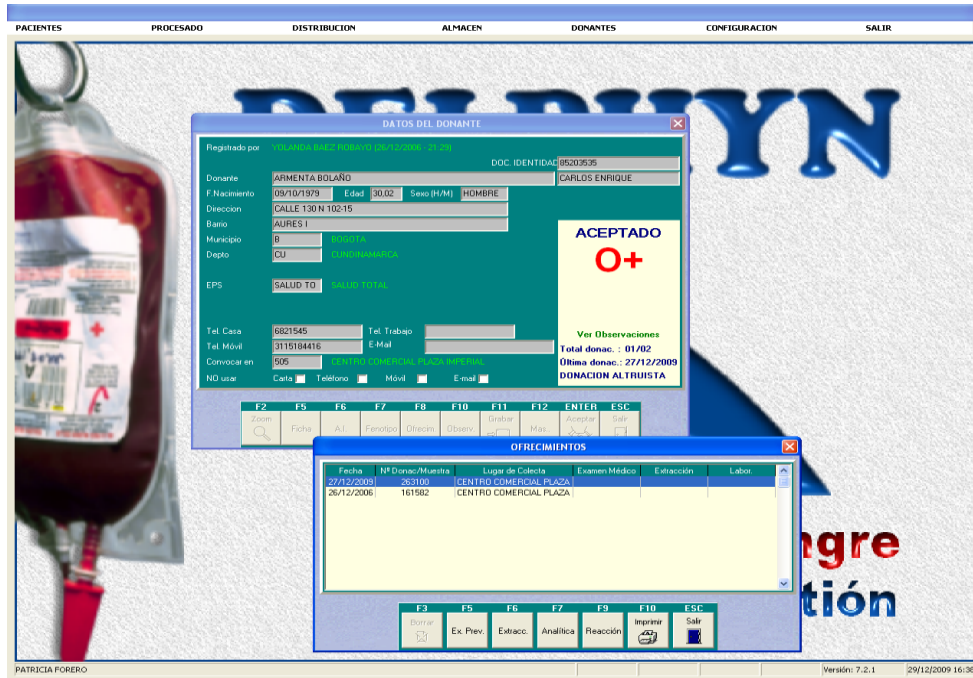 PACIENTES PROCESADO DISTRIBUCION ALMACEN DONANTES CONFIGURACION SALIR
DELPHYN
DATOS DEL DONANTE
Registrado por YOLANDA BAEZ ROBAYO (26/12/2006 - 21:29)
DOC. IDENTIDAD 85203535
Donante ARMENTA BOLAÑO CARLOS ENRIQUE
F.Nacimiento 09/10/1979 Edad 30,02 Sexo (H/M) HOMBRE
Direccion CALLE 130 N 102-15
Barrio AURES I
Municipio B BOGOTA
Depto CU CUNDINAMARCA
EPS SALUD TO SALUD TOTAL
Tel. Casa 6821545 Tel. Trabajo
Tel. Móvil 3115184416 E-Mail
Convocar en 505 CENTRO COMERCIAL PLAZA IMPERIAL
NO usar Carta Teléfono Móvil E-mail
ACEPTADO
O+
Ver Observaciones
Total donac. : 01/02
Última donac.: 27/12/2009
DONACION ALTRUISTA
F2 F5 F6 F7 F8 F10 F11 F12 ENTER ESC
Zoom Ficha A.I. Fenotipo Ofrecim. Observ. Grabar Mas... Aceptar Salir
OFRECIMIENTOS
Fecha Nº Donac/Muestra Lugar de Colecta Examen Médico Extracción Labor.
27/12/2009 263100 CENTRO COMERCIAL PLAZA
26/12/2006 161582 CENTRO COMERCIAL PLAZA
F3 F5 F6 F7 F9 F10 ESC
Borrar Ex. Prev. Extracc. Analítica Reacción Imprimir Salir
ngre
tión
PATRICIA FORERO Versión: 7.2.1 29/12/2009 16:36